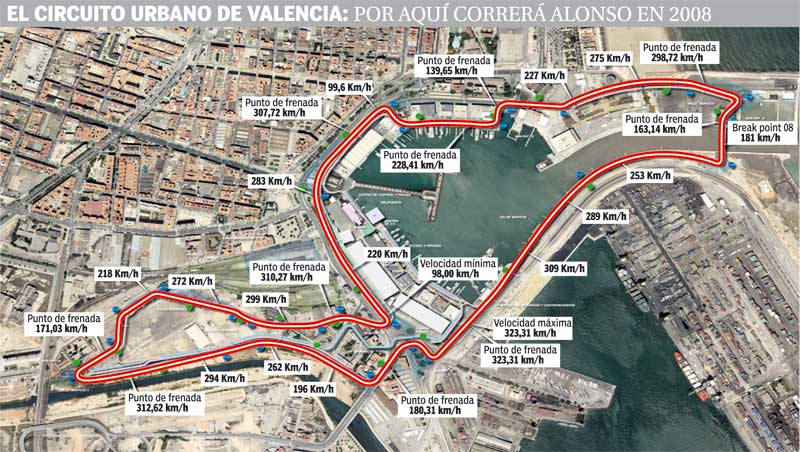 EL CIRCUITO URBANO DE VALENCIA: POR AQUÍ CORRERÁ ALONSO EN 2008
Punto de frenada
298,72 km/h
275 Km/h
Punto de frenada
139,65 km/h
227 Km/h
99,6 Km/h
Punto de frenada
307,72 km/h
Punto de frenada
163,14 km/h
Break point 08
181 km/h
Punto de frenada
228,41 km/h
253 Km/h
283 Km/h
289 Km/h
220 Km/h
Velocidad mínima
98,00 km/h
309 Km/h
Punto de frenada
310,27 km/h
218 Km/h
272 Km/h
299 Km/h
Punto de frenada
171,03 km/h
Velocidad máxima
323,31 km/h
Punto de frenada
323,31 km/h
262 Km/h
294 Km/h
196 Km/h
Punto de frenada
312,62 km/h
Punto de frenada
180,31 km/h